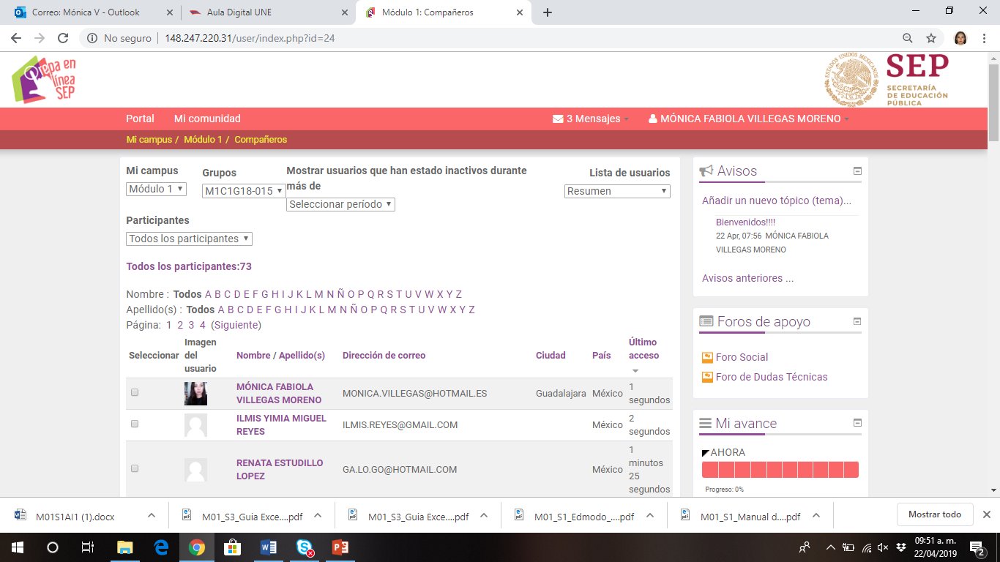 Correo: Mónica V - Outlook
Aula Digital UNE
Módulo 1: Compañeros
No seguro
148.247.220.31/user/index.php?id=24
Prepa en
línea
SEP
ESTADOS UNIDOS MEXICANOS
SEP
SECRETARÍA
DE EDUCACIÓN
PÚBLICA
Portal
Mi comunidad
3 Mensajes
MÓNICA FABIOLA VILLEGAS MORENO
Mi campus / Módulo 1 / Compañeros
Mi campus
Módulo 1
Grupos
M1C1G18-015
Mostrar usuarios que han estado inactivos durante
más de
Seleccionar período
Lista de usuarios
Resumen
Participantes
Todos los participantes
Todos los participantes:73
Nombre : Todos A B C D E F G H I J K L M N Ñ O P Q R S T U V W X Y Z
Apellido(s) : Todos A B C D E F G H I J K L M N Ñ O P Q R S T U V W X Y Z
Página: 1 2 3 4 (Siguiente)
Seleccionar
Imagen
del
usuario
Nombre / Apellido(s)
Dirección de correo
Ciudad
País
Último
acceso
MÓNICA FABIOLA
VILLEGAS MORENO
MONICA.VILLEGAS@HOTMAIL.ES
Guadalajara
México
1
segundos
ILMIS YIMIA MIGUEL
REYES
ILMIS.REYES@GMAIL.COM
México
2
segundos
RENATA ESTUDILLO
LOPEZ
GA.LO.GO@HOTMAIL.COM
México
1
minutos
25
segundos
Avisos
Añadir un nuevo tópico (tema)...
Bienvenidos!!!!
22 Apr, 07:56 MÓNICA FABIOLA
VILLEGAS MORENO
Avisos anteriores ...
Foros de apoyo
Foro Social
Foro de Dudas Técnicas
Mi avance
AHORA
Progreso: 0%
M01S1AI1 (1).docx
M01_S3_Guia Exce....pdf
M01_S3_Guia Exce....pdf
M01_S1_Edmodo_....pdf
M01_S1_Manual d....pdf
Mostrar todo
09:51 a. m.
22/04/2019
2